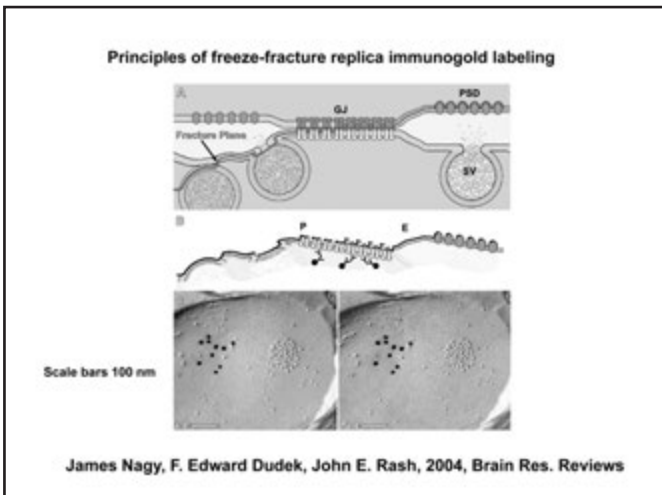 Principles of freeze-fracture replica immunogold labeling
A
PSD
GJ
Fracture Plane
SV
B
P
E
Scale bars 100 nm
James Nagy, F. Edward Dudek, John E. Rash, 2004, Brain Res. Reviews